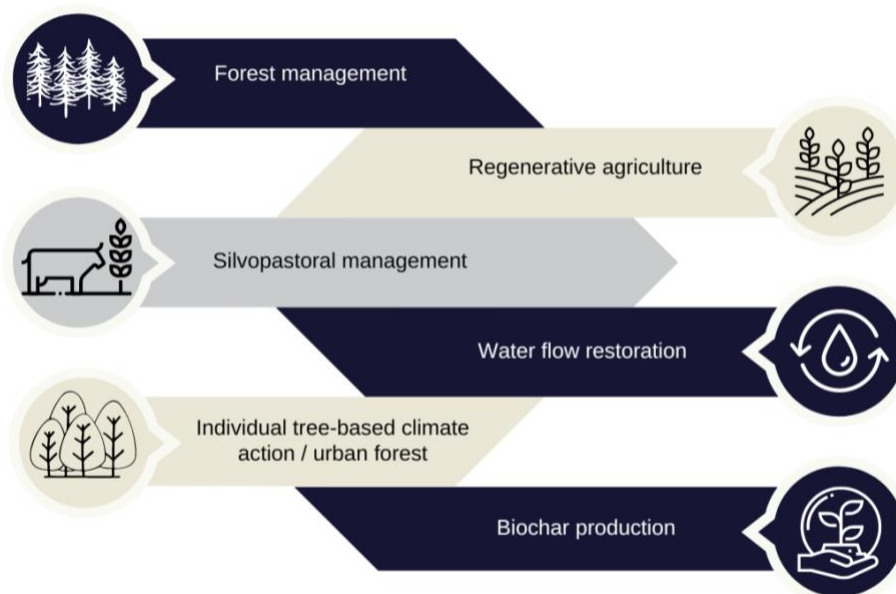 Forest management
Regenerative agriculture
Silvopastoral management
Water flow restoration
Individual tree-based climate
action / urban forest
Biochar production